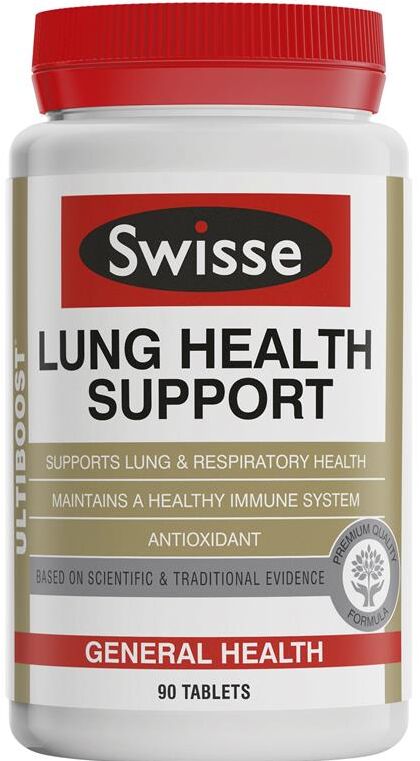 Swisse
ULTIBOOST
LUNG HEALTH
SUPPORT
SUPPORTS LUNG & RESPIRATORY HEALTH
MAINTAINS A HEALTHY IMMUNE SYSTEM
ANTIOXIDANT
BASED ON SCIENTIFIC & TRADITIONAL EVIDENCE
PREMIUM QUALITY
FORMULA
GENERAL HEALTH
90 TABLETS